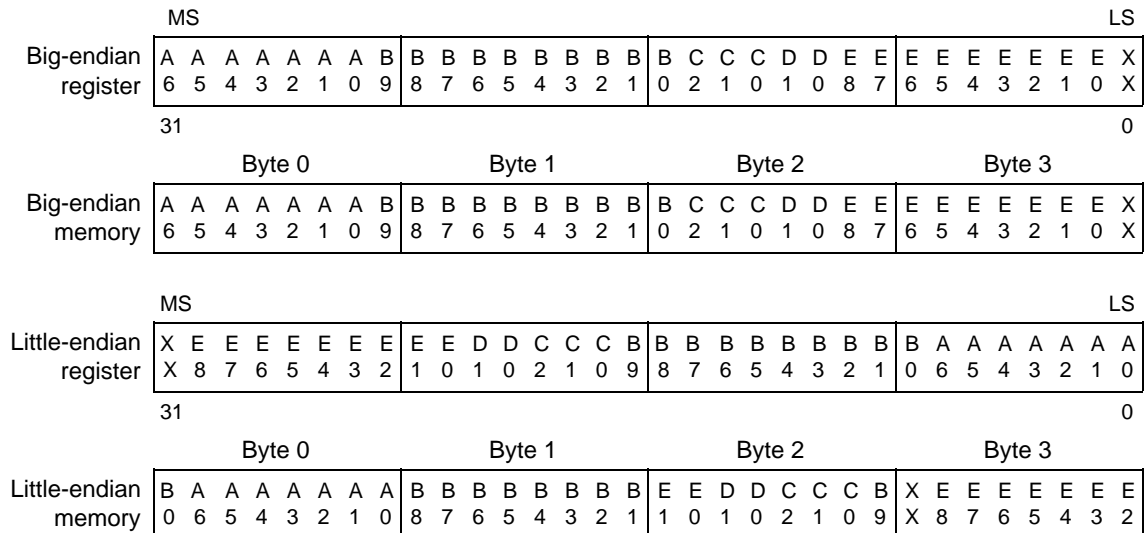 MS LS
Big-endian A A A A A A A B B B B B B B B B B C C C D D E E E E E E E E E X
register 6 5 4 3 2 1 0 9 8 7 6 5 4 3 2 1 0 2 1 0 1 0 8 7 6 5 4 3 2 1 0 X
31 0
Byte 0 Byte 1 Byte 2 Byte 3
Big-endian A A A A A A A B B B B B B B B B B C C C D D E E E E E E E E E X
memory 6 5 4 3 2 1 0 9 8 7 6 5 4 3 2 1 0 2 1 0 1 0 8 7 6 5 4 3 2 1 0 X
MS LS
Little-endian X E E E E E E E E E D D C C C B B B B B B B B B B A A A A A A A
register X 8 7 6 5 4 3 2 1 0 1 0 2 1 0 9 8 7 6 5 4 3 2 1 0 6 5 4 3 2 1 0
31 0
Byte 0 Byte 1 Byte 2 Byte 3
Little-endian B A A A A A A A B B B B B B B B E E D D C C C B X E E E E E E E
memory 0 6 5 4 3 2 1 0 8 7 6 5 4 3 2 1 1 0 1 0 2 1 0 9 X 8 7 6 5 4 3 2